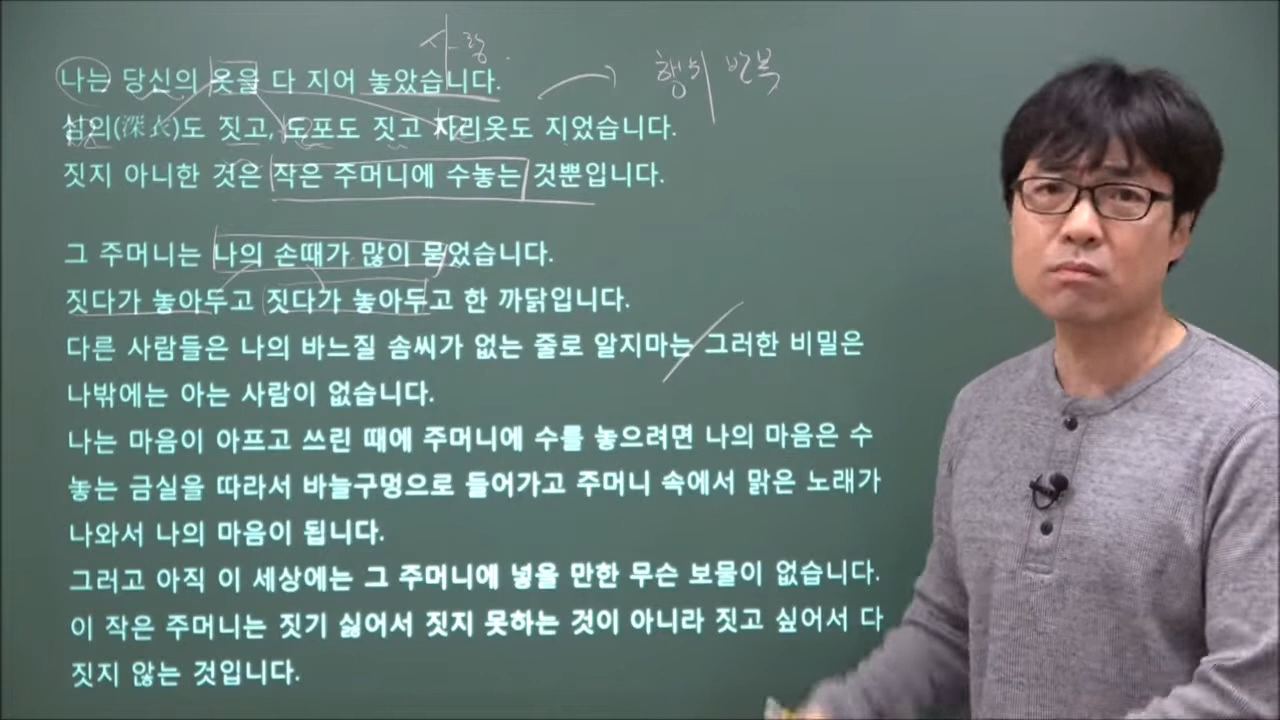 사랑
행위 반복
나는 당신의 옷을 다 지어 놓았습니다.
심의(深衣)도 짓고, 도포도 짓고 자리옷도 지었습니다.
짓지 아니한 것은 작은 주머니에 수놓는 것뿐입니다.
그 주머니는 나의 손때가 많이 묻었습니다.
짓다가 놓아두고 짓다가 놓아두고 한 까닭입니다.
다른 사람들은 나의 바느질 솜씨가 없는 줄로 알지마는 그러한 비밀은
나밖에는 아는 사람이 없습니다.
나는 마음이 아프고 쓰린 때에 주머니에 수를 놓으려면 나의 마음은 수
놓는 금실을 따라서 바늘구멍으로 들어가고 주머니 속에서 맑은 노래가
나와서 나의 마음이 됩니다.
그러고 아직 이 세상에는 그 주머니에 넣을 만한 무슨 보물이 없습니다.
이 작은 주머니는 짓기 싫어서 짓지 못하는 것이 아니라 짓고 싶어서 다
짓지 않는 것입니다.